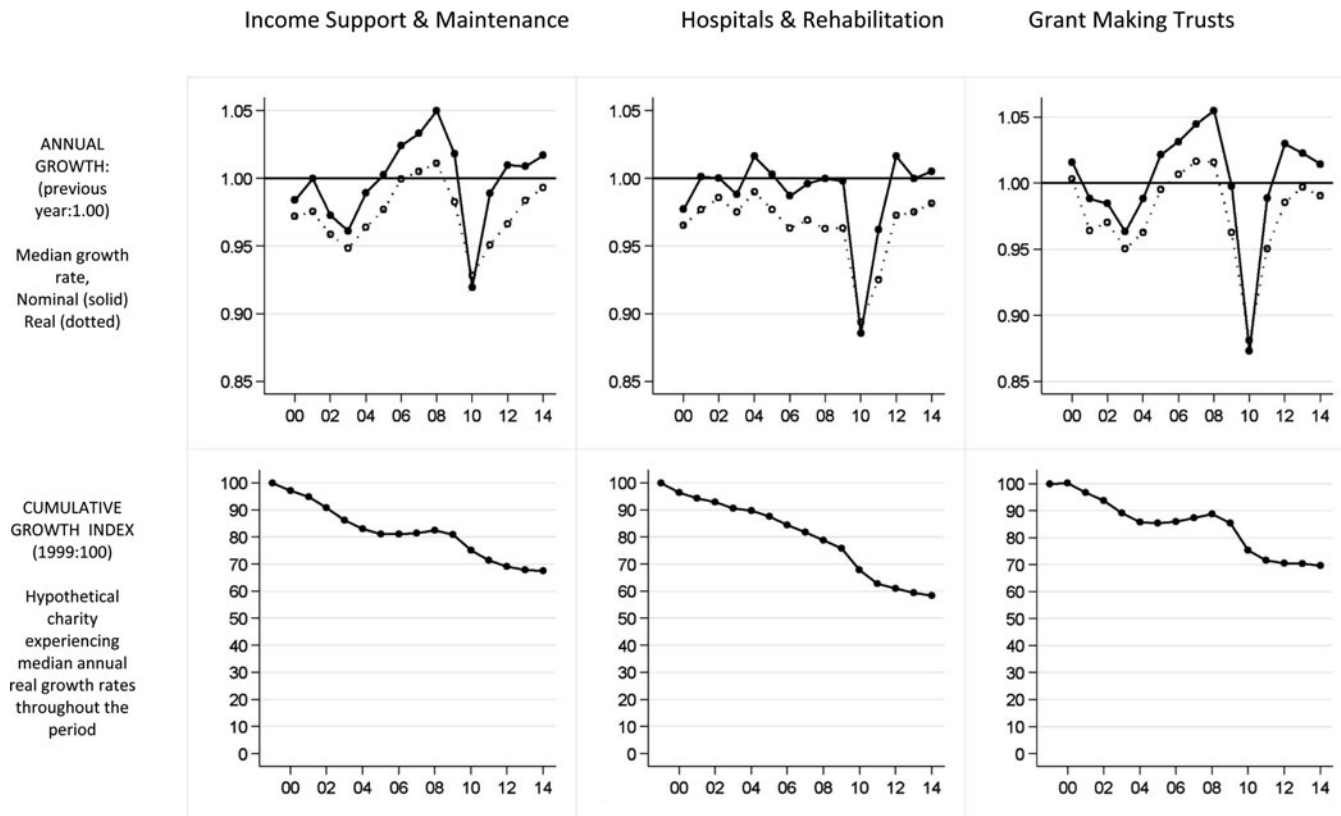 Income Support & Maintenance
Hospitals & Rehabilitation
Grant Making Trusts
ANNUAL
GROWTH:
(previous
year:1.00)
Median growth
rate,
Nominal (solid)
Real (dotted)
1.05
1.00
0.95
0.90
0.85
00 02 04 06 08 10 12 14
1.05
1.00
0.95
0.90
0.85
00 02 04 06 08 10 12 14
1.05
1.00
0.95
0.90
0.85
00 02 04 06 08 10 12 14
CUMULATIVE
GROWTH INDEX
(1999:100)
Hypothetical
charity
experiencing
median annual
real growth rates
throughout the
period
100
90
80
70
60
50
40
30
20
10
0
00 02 04 06 08 10 12 14
100
90
80
70
60
50
40
30
20
10
0
00 02 04 06 08 10 12 14
100
90
80
70
60
50
40
30
20
10
0
00 02 04 06 08 10 12 14